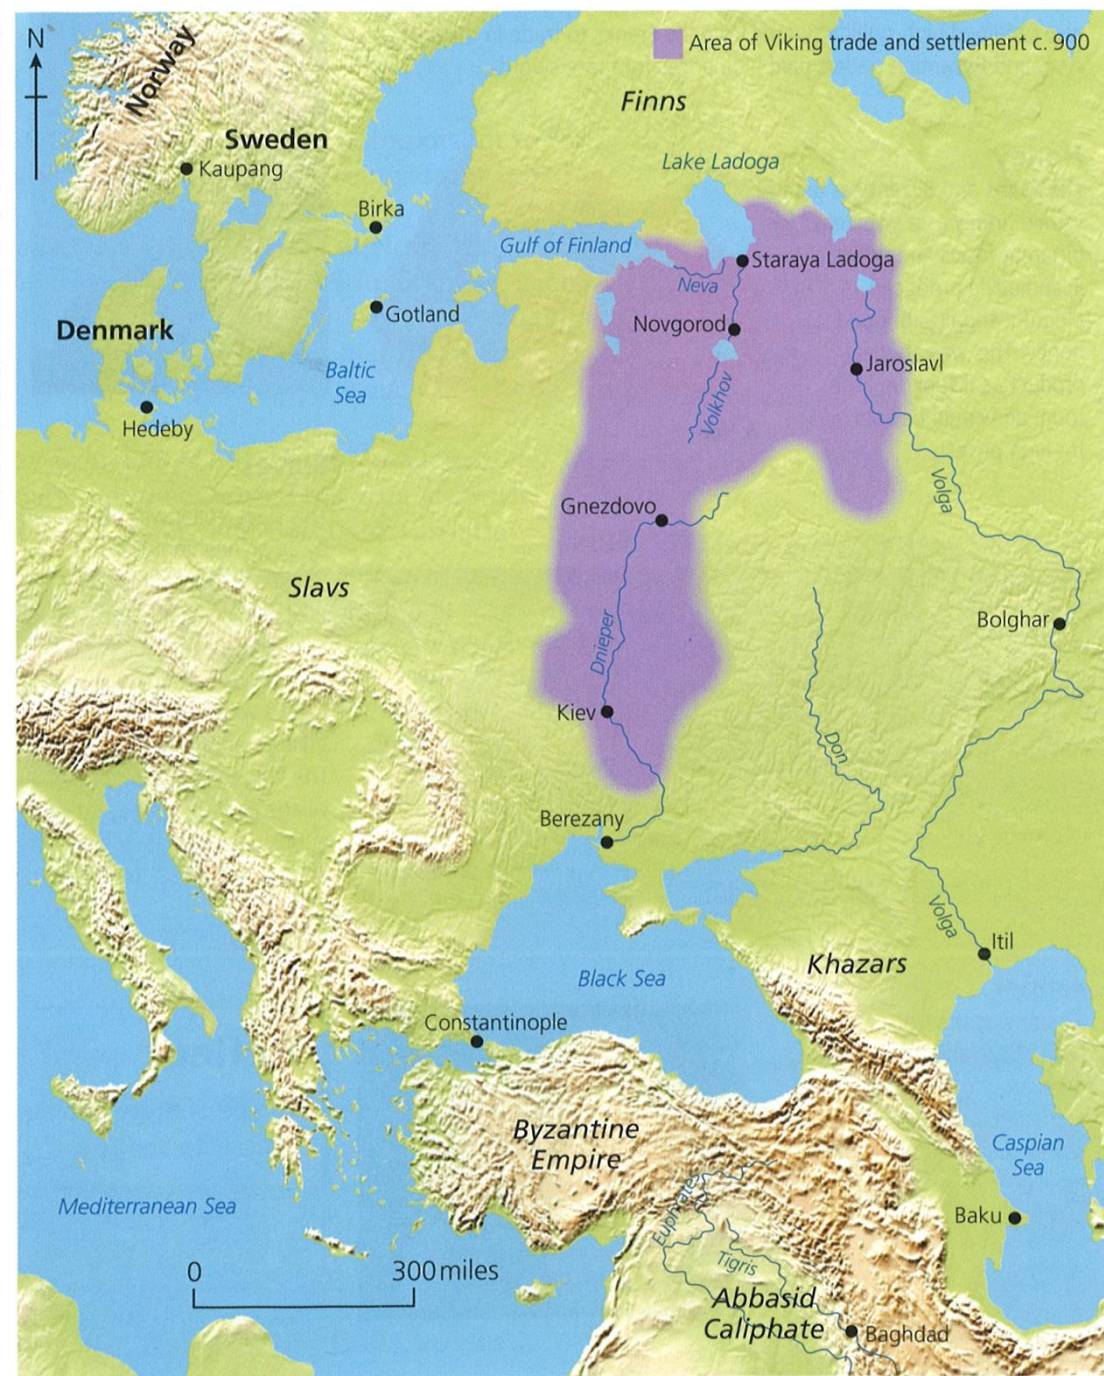 N
Area of Viking trade and settlement c. 900
Norway
Finns
Sweden
Lake Ladoga
Kaupang
Birka
Gulf of Finland
Staraya Ladoga
Neva
Gotland
Novgorod
Denmark
Jaroslavl
Baltic
Sea
Volkhov
Hedeby
Volga
Gnezdovo
Slavs
Bolghar
Dnieper
Kiev
Don
Berezany
Volga
Itil
Khazars
Black Sea
Constantinople
Byzantine
Empire
Caspian
Sea
Mediterranean Sea
Euphrates
Baku
Tigris
0 300 miles
Abbasid
Caliphate
Baghdad